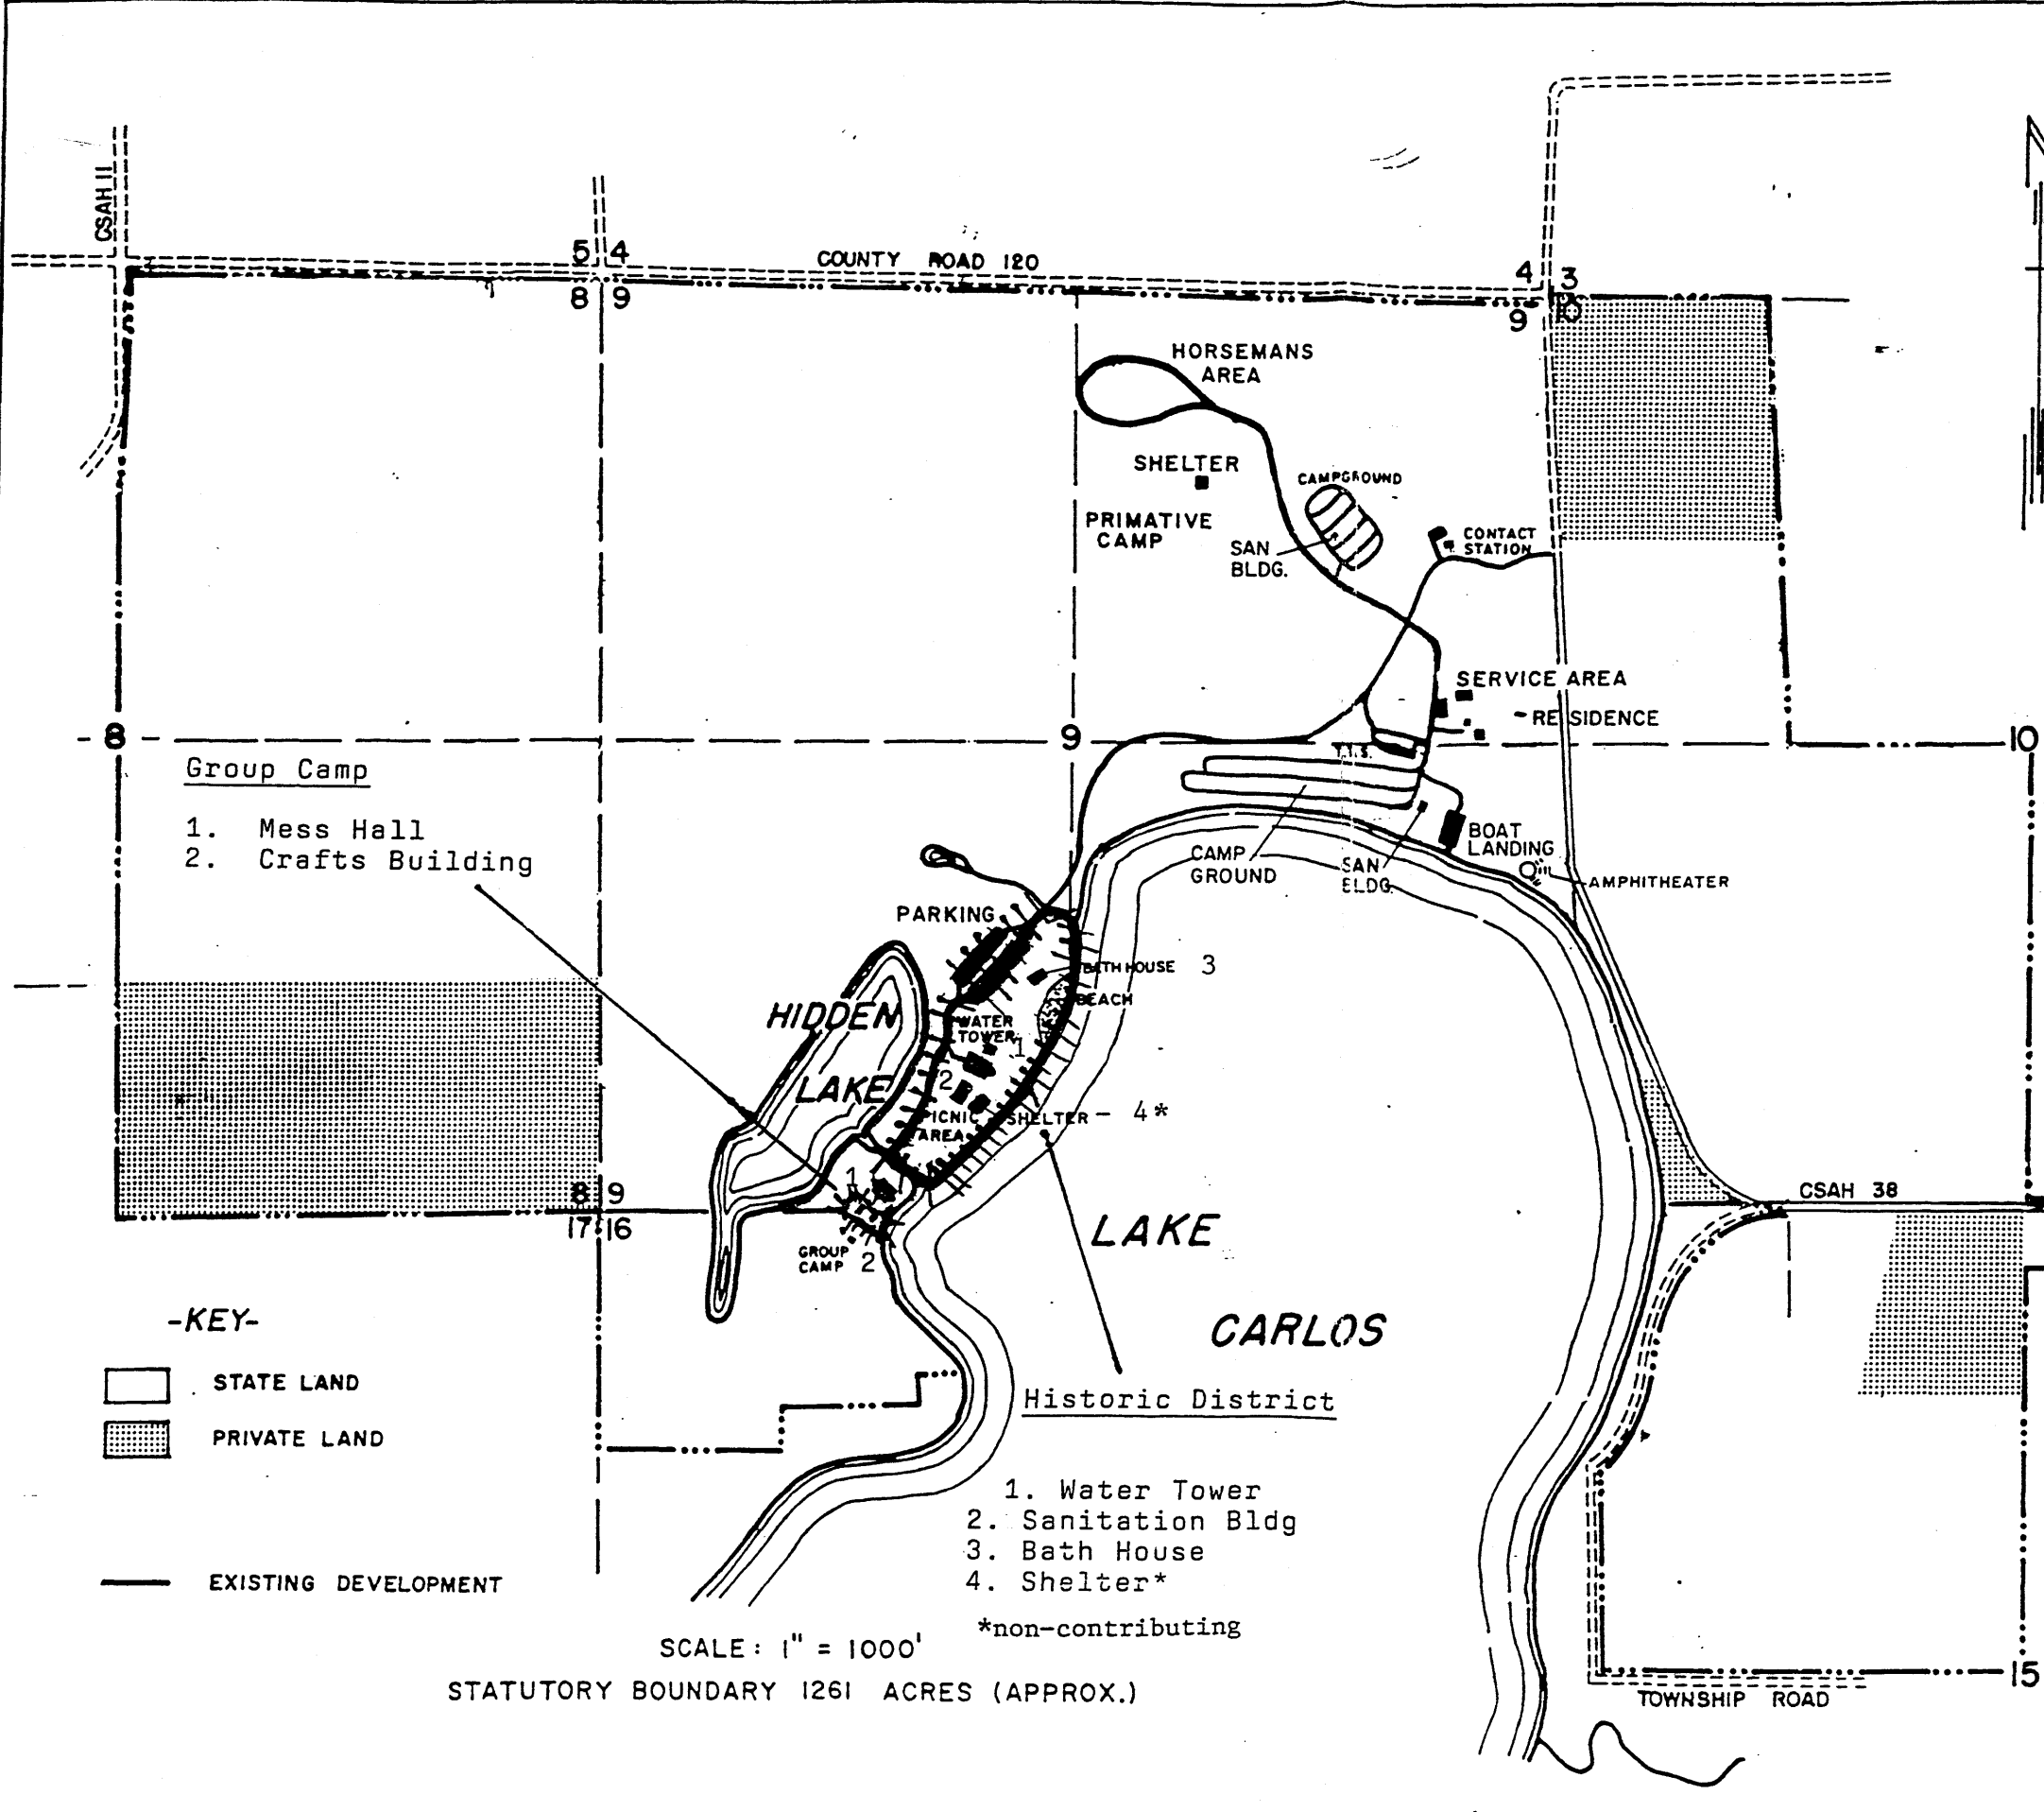 CSAH 11
5 4
COUNTY ROAD 120
8 9
4 3
9 10
HORSEMANS
AREA
SHELTER
CAMPGROUND
PRIMATIVE
CAMP
SAN
BLDG.
CONTACT
STATION
SERVICE AREA
RESIDENCE
8
9
10
T.I.S.
Group Camp
1. Mess Hall
2. Crafts Building
CAMP
GROUND
SAN
BLDG.
BOAT
LANDING
AMPHITHEATER
PARKING
BATH HOUSE 3
BEACH
HIDDEN
LAKE
WATER
TOWER 1
2
PICNIC
AREA
SHELTER - 4*
1
8 9
17 16
GROUP
CAMP 2
CSAH 38
LAKE
CARLOS
-KEY-
STATE LAND
PRIVATE LAND
EXISTING DEVELOPMENT
Historic District
1. Water Tower
2. Sanitation Bldg
3. Bath House
4. Shelter*
*non-contributing
SCALE: 1" = 1000'
STATUTORY BOUNDARY 1261 ACRES (APPROX.)
15
TOWNSHIP ROAD